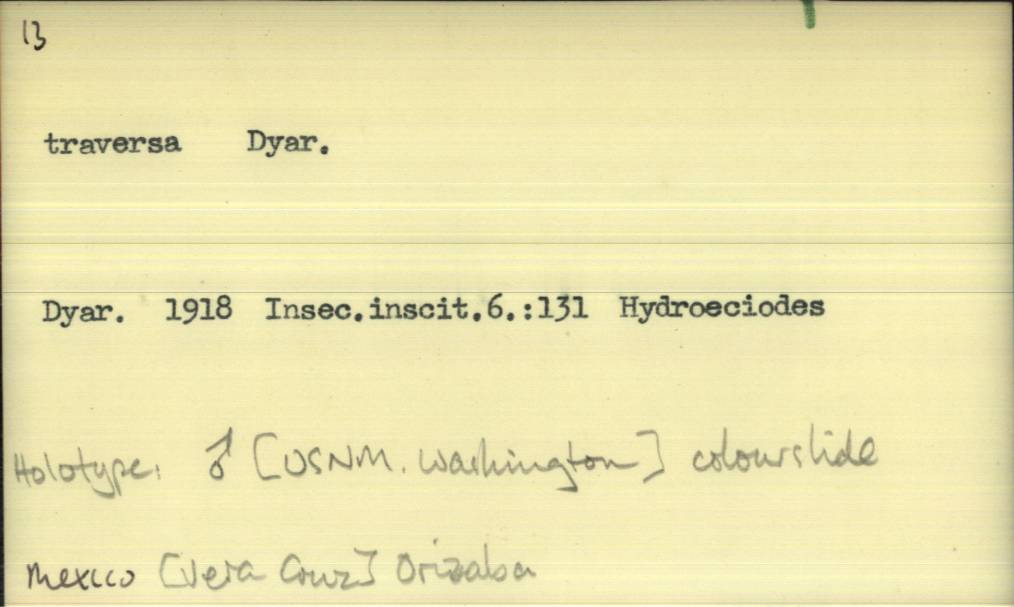 13
traversa Dyar.
Dyar. 1918 Insec.inscit.6.:131 Hydroeciodes
Holotype: ♂ [USNM. Washington] colourslide
Mexico [Vera Cruz] Orizaba